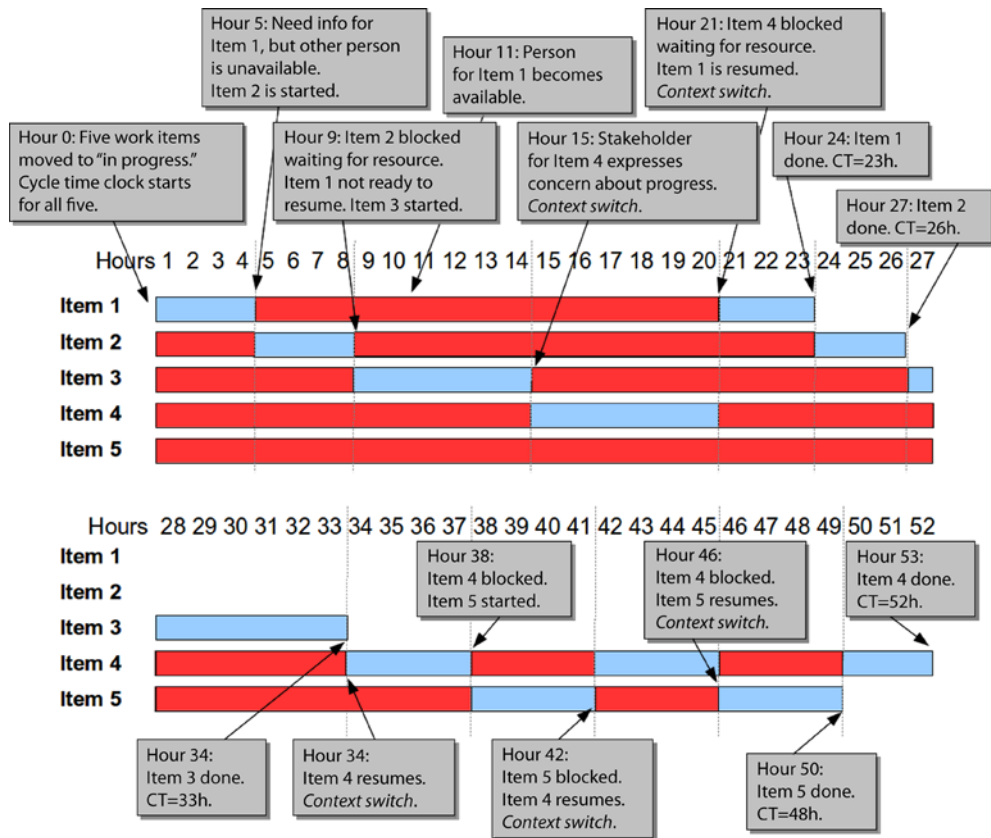 Hour 5: Need info for
Item 1, but other person
is unavailable.
Item 2 is started.
Hour 11: Person
for Item 1 becomes
available.
Hour 21: Item 4 blocked
waiting for resource.
Item 1 is resumed.
Context switch.
Hour 0: Five work items
moved to “in progress.”
Cycle time clock starts
for all five.
Hour 9: Item 2 blocked
waiting for resource.
Item 1 not ready to
resume. Item 3 started.
Hour 15: Stakeholder
for Item 4 expresses
concern about progress.
Context switch.
Hour 24: Item 1
done. CT=23h.
Hour 27: Item 2
done. CT=26h.
Hours 1 2 3 4 5 6 7 8 9 10 11 12 13 14 15 16 17 18 19 20 21 22 23 24 25 26 27
Item 1
Item 2
Item 3
Item 4
Item 5
Hours 28 29 30 31 32 33 34 35 36 37 38 39 40 41 42 43 44 45 46 47 48 49 50 51 52
Item 1
Item 2
Item 3
Item 4
Item 5
Hour 38:
Item 4 blocked.
Item 5 started.
Hour 46:
Item 4 blocked.
Item 5 resumes.
Context switch.
Hour 53:
Item 4 done.
CT=52h.
Hour 34:
Item 3 done.
CT=33h.
Hour 34:
Item 4 resumes.
Context switch.
Hour 42:
Item 5 blocked.
Item 4 resumes.
Context switch.
Hour 50:
Item 5 done.
CT=48h.